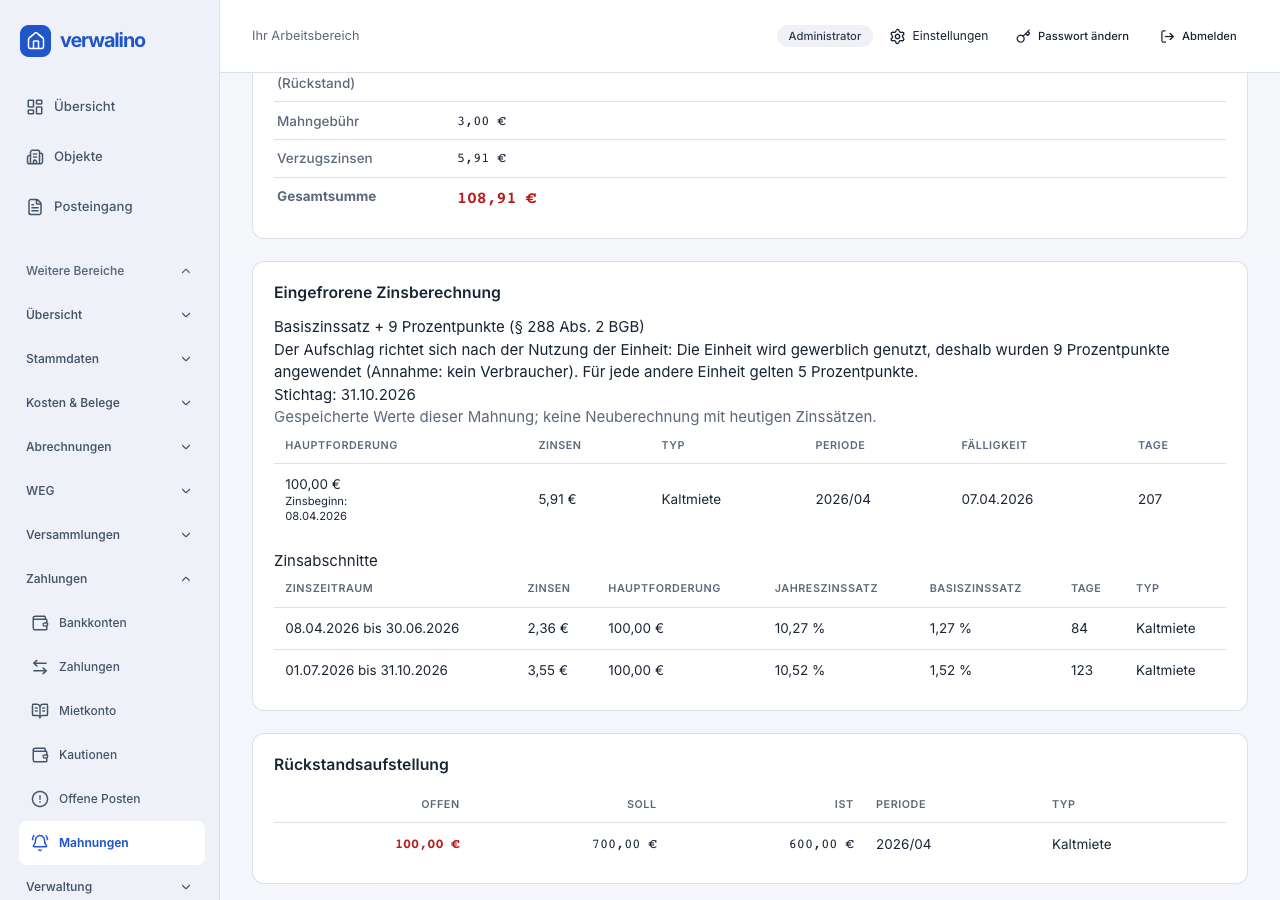 verwalino
Ihr Arbeitsbereich
Administrator
Einstellungen
Passwort ändern
Abmelden
Übersicht
Objekte
Posteingang
Weitere Bereiche
Übersicht
Stammdaten
Kosten & Belege
Abrechnungen
WEG
Versammlungen
Zahlungen
Bankkonten
Zahlungen
Mietkonto
Kautionen
Offene Posten
Mahnungen
Verwaltung
(Rückstand)
Mahngebühr 3,00 €
Verzugszinsen 5,91 €
Gesamtsumme 108,91 €
Eingefrorene Zinsberechnung
Basiszinssatz + 9 Prozentpunkte (§ 288 Abs. 2 BGB)
Der Aufschlag richtet sich nach der Nutzung der Einheit: Die Einheit wird gewerblich genutzt, deshalb wurden 9 Prozentpunkte
angewendet (Annahme: kein Verbraucher). Für jede andere Einheit gelten 5 Prozentpunkte.
Stichtag: 31.10.2026
Gespeicherte Werte dieser Mahnung; keine Neuberechnung mit heutigen Zinssätzen.
HAUPTFORDERUNG ZINSEN TYP PERIODE FÄLLIGKEIT TAGE
100,00 €
Zinsbeginn:
08.04.2026
5,91 € Kaltmiete 2026/04 07.04.2026 207
Zinsabschnitte
ZINSZEITRAUM ZINSEN HAUPTFORDERUNG JAHRESZINSSATZ BASISZINSSATZ TAGE TYP
08.04.2026 bis 30.06.2026 2,36 € 100,00 € 10,27 % 1,27 % 84 Kaltmiete
01.07.2026 bis 31.10.2026 3,55 € 100,00 € 10,52 % 1,52 % 123 Kaltmiete
Rückstandsaufstellung
OFFEN SOLL IST PERIODE TYP
100,00 € 700,00 € 600,00 € 2026/04 Kaltmiete